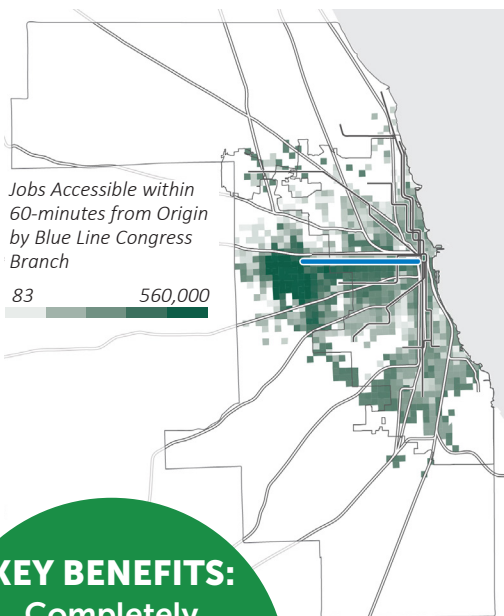 Jobs Accessible within
60-minutes from Origin
by Blue Line Congress
Branch
83 560,000
KEY BENEFITS:
Completely